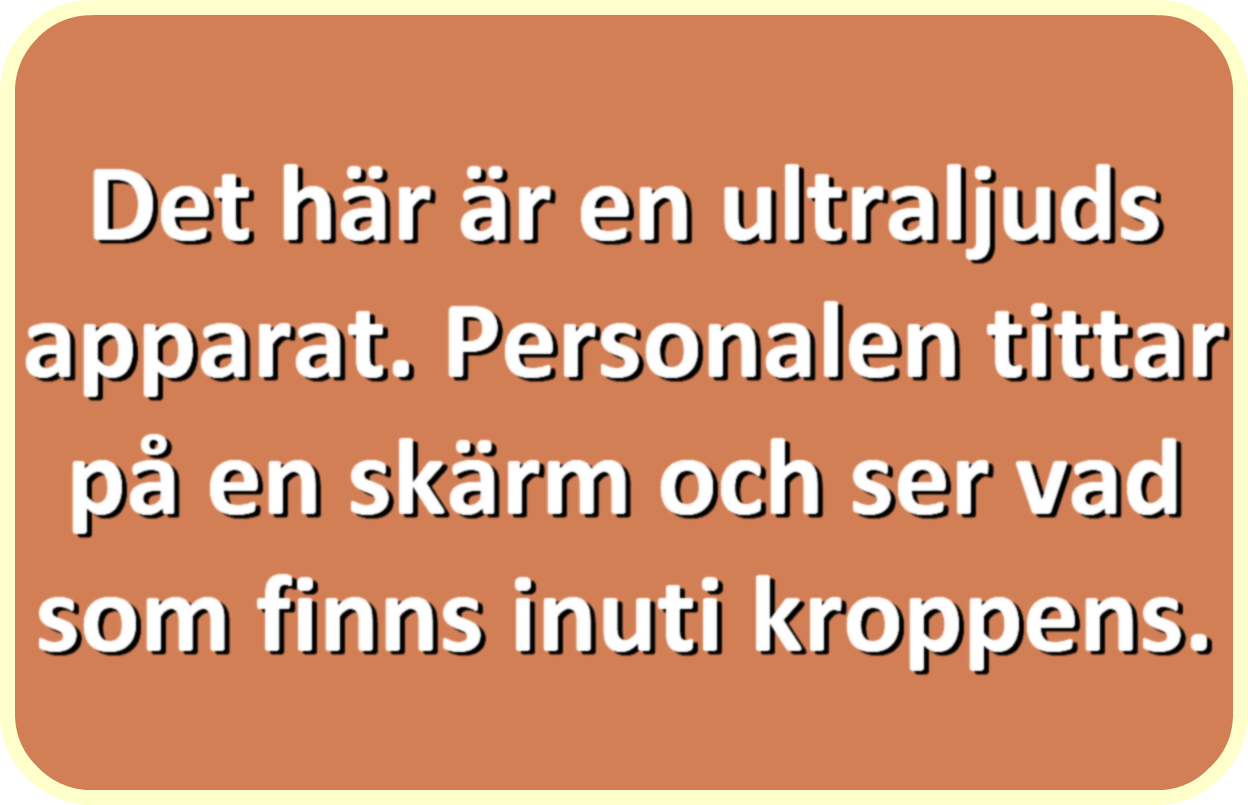 Det här är en ultraljuds
apparat. Personalen tittar
på en skärm och ser vad
som finns inuti kroppens.